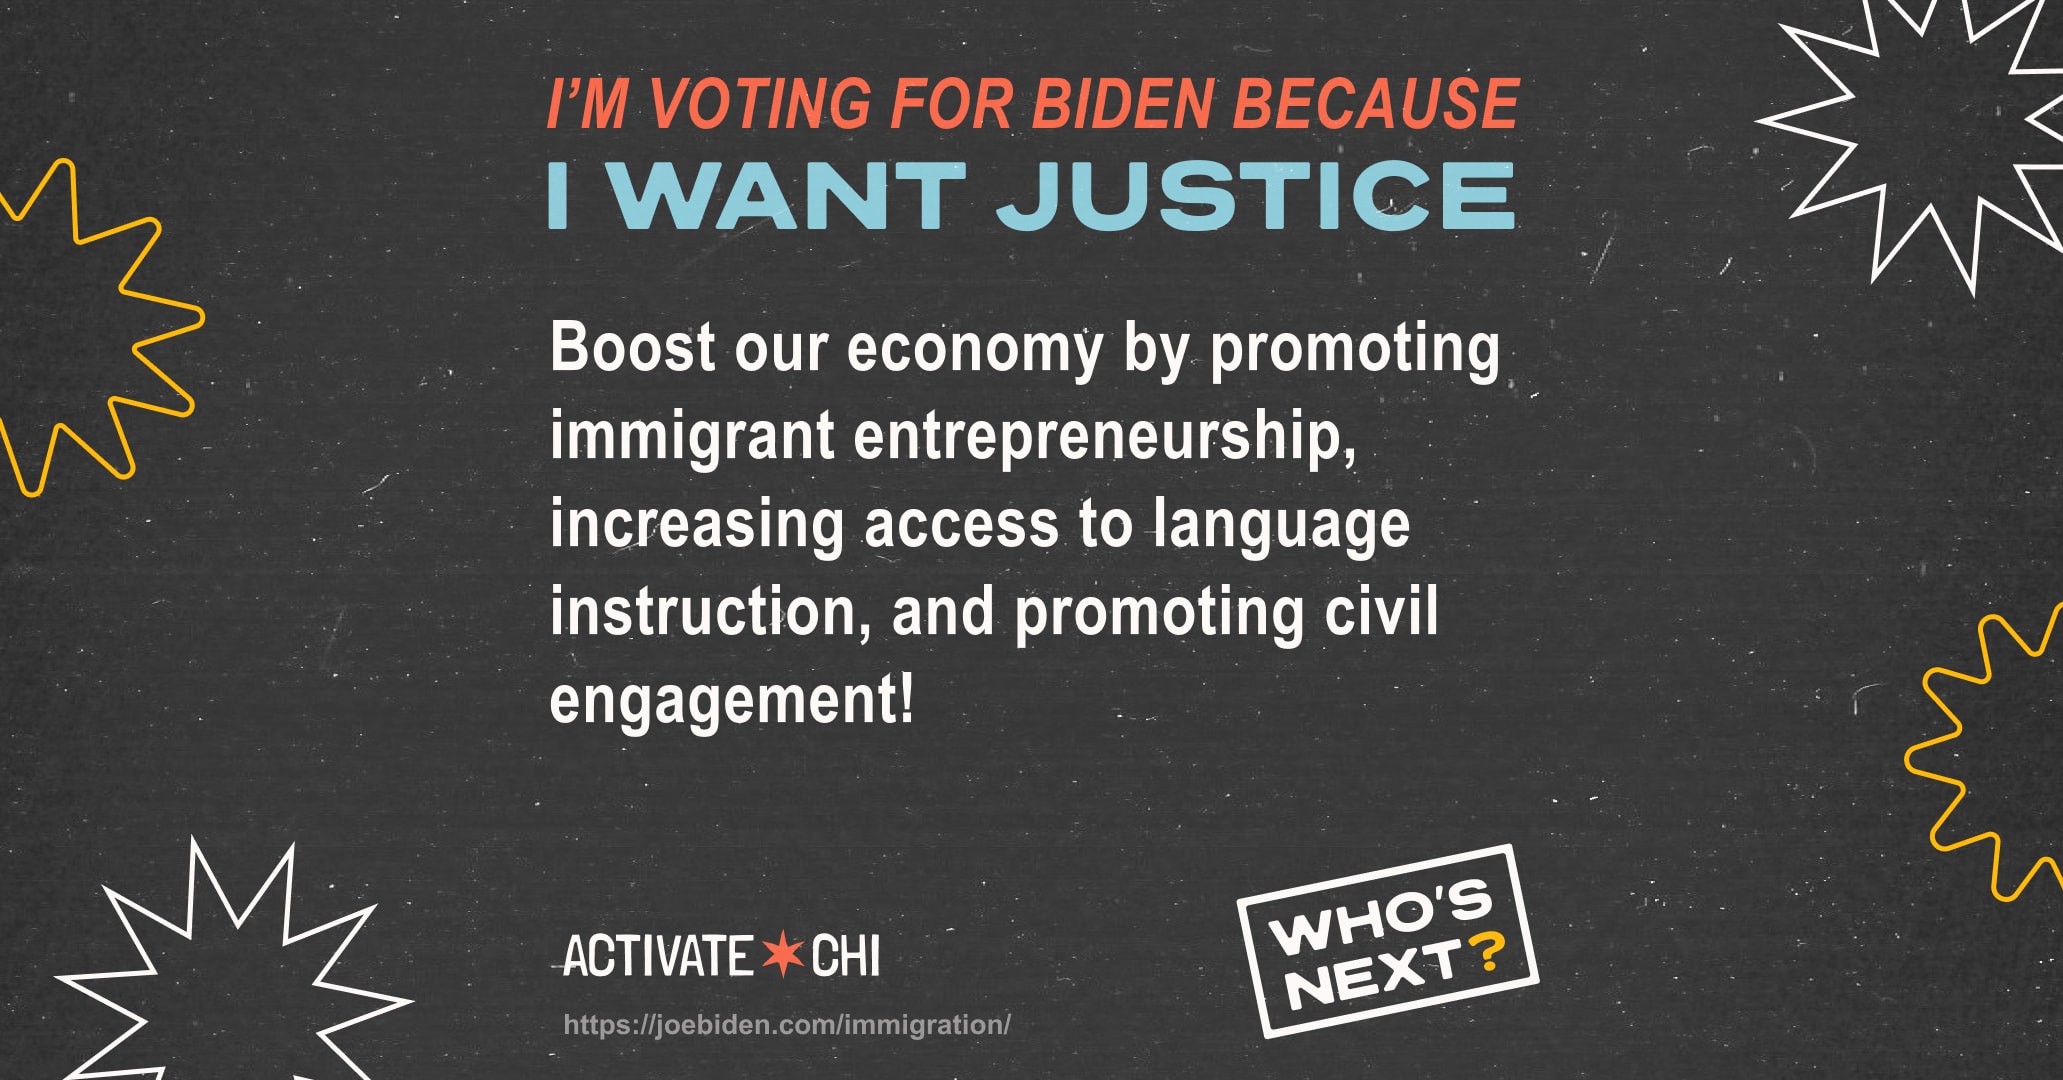 I'M VOTING FOR BIDEN BECAUSE
I WANT JUSTICE
Boost our economy by promoting
immigrant entrepreneurship,
increasing access to language
instruction, and promoting civil
engagement!
ACTIVATE CHI
https://joebiden.com/immigration/
WHO'S
NEXT?